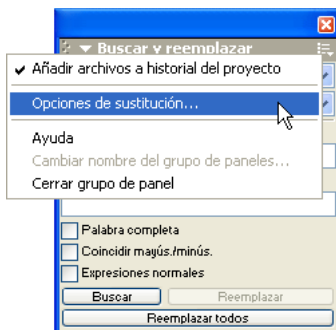 Buscar y reemplazar
Añadir archivos a historial del proyecto
Opciones de sustitución...
Ayuda
Cambiar nombre del grupo de paneles...
Cerrar grupo de panel
Palabra completa
Coincidir mayús./minús.
Expresiones normales
Buscar Reemplazar
Reemplazar todos